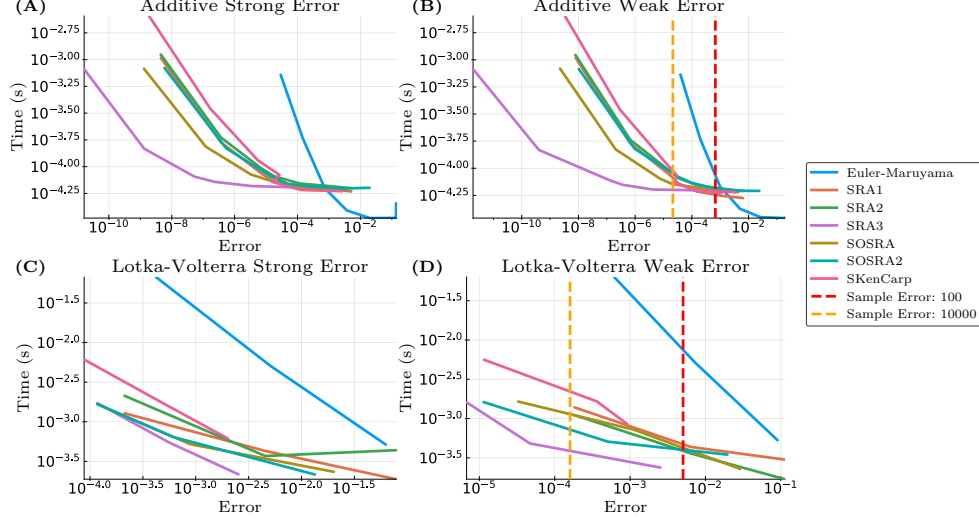 (A) Additive Strong Error
(B) Additive Weak Error
Time (s)
10^-2.75
10^-3.00
10^-3.25
10^-3.50
10^-3.75
10^-4.00
10^-4.25
10^-10
10^-8
10^-6
10^-4
10^-2
Error
Time (s)
10^-2.75
10^-3.00
10^-3.25
10^-3.50
10^-3.75
10^-4.00
10^-4.25
10^-10
10^-8
10^-6
10^-4
10^-2
Error
Euler-Maruyama
SRA1
SRA2
SRA3
SOSRA
SOSRA2
SKenCarp
Sample Error: 100
Sample Error: 10000
(C) Lotka-Volterra Strong Error
(D) Lotka-Volterra Weak Error
Time (s)
10^-1.5
10^-2.0
10^-2.5
10^-3.0
10^-3.5
10^-4.0
10^-3.5
10^-3.0
10^-2.5
10^-2.0
10^-1.5
Error
Time (s)
10^-1.5
10^-2.0
10^-2.5
10^-3.0
10^-3.5
10^-5
10^-4
10^-3
10^-2
10^-1
Error